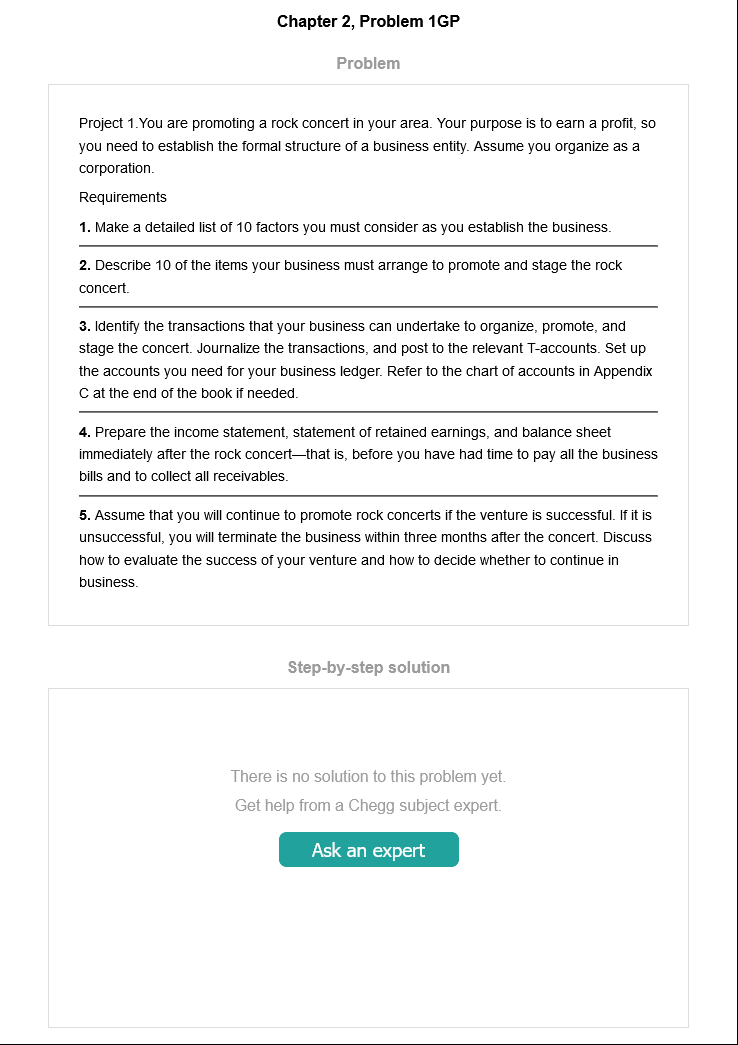 Chapter 2, Problem 1GP
Problem
Project 1.You are promoting a rock concert in your area. Your purpose is to earn a profit, so
you need to establish the formal structure of a business entity. Assume you organize as a
corporation.
Requirements
1. Make a detailed list of 10 factors you must consider as you establish the business.
2. Describe 10 of the items your business must arrange to promote and stage the rock
concert.
3. Identify the transactions that your business can undertake to organize, promote, and
stage the concert. Journalize the transactions, and post to the relevant T-accounts. Set up
the accounts you need for your business ledger. Refer to the chart of accounts in Appendix
C at the end of the book if needed.
4. Prepare the income statement, statement of retained earnings, and balance sheet
immediately after the rock concert—that is, before you have had time to pay all the business
bills and to collect all receivables.
5. Assume that you will continue to promote rock concerts if the venture is successful. If it is
unsuccessful, you will terminate the business within three months after the concert. Discuss
how to evaluate the success of your venture and how to decide whether to continue in
business.
Step-by-step solution
There is no solution to this problem yet.
Get help from a Chegg subject expert.
Ask an expert